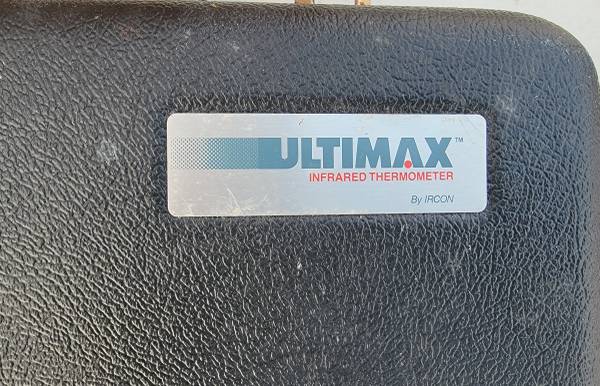 ULTIMAX™
INFRARED THERMOMETER
By IRCON